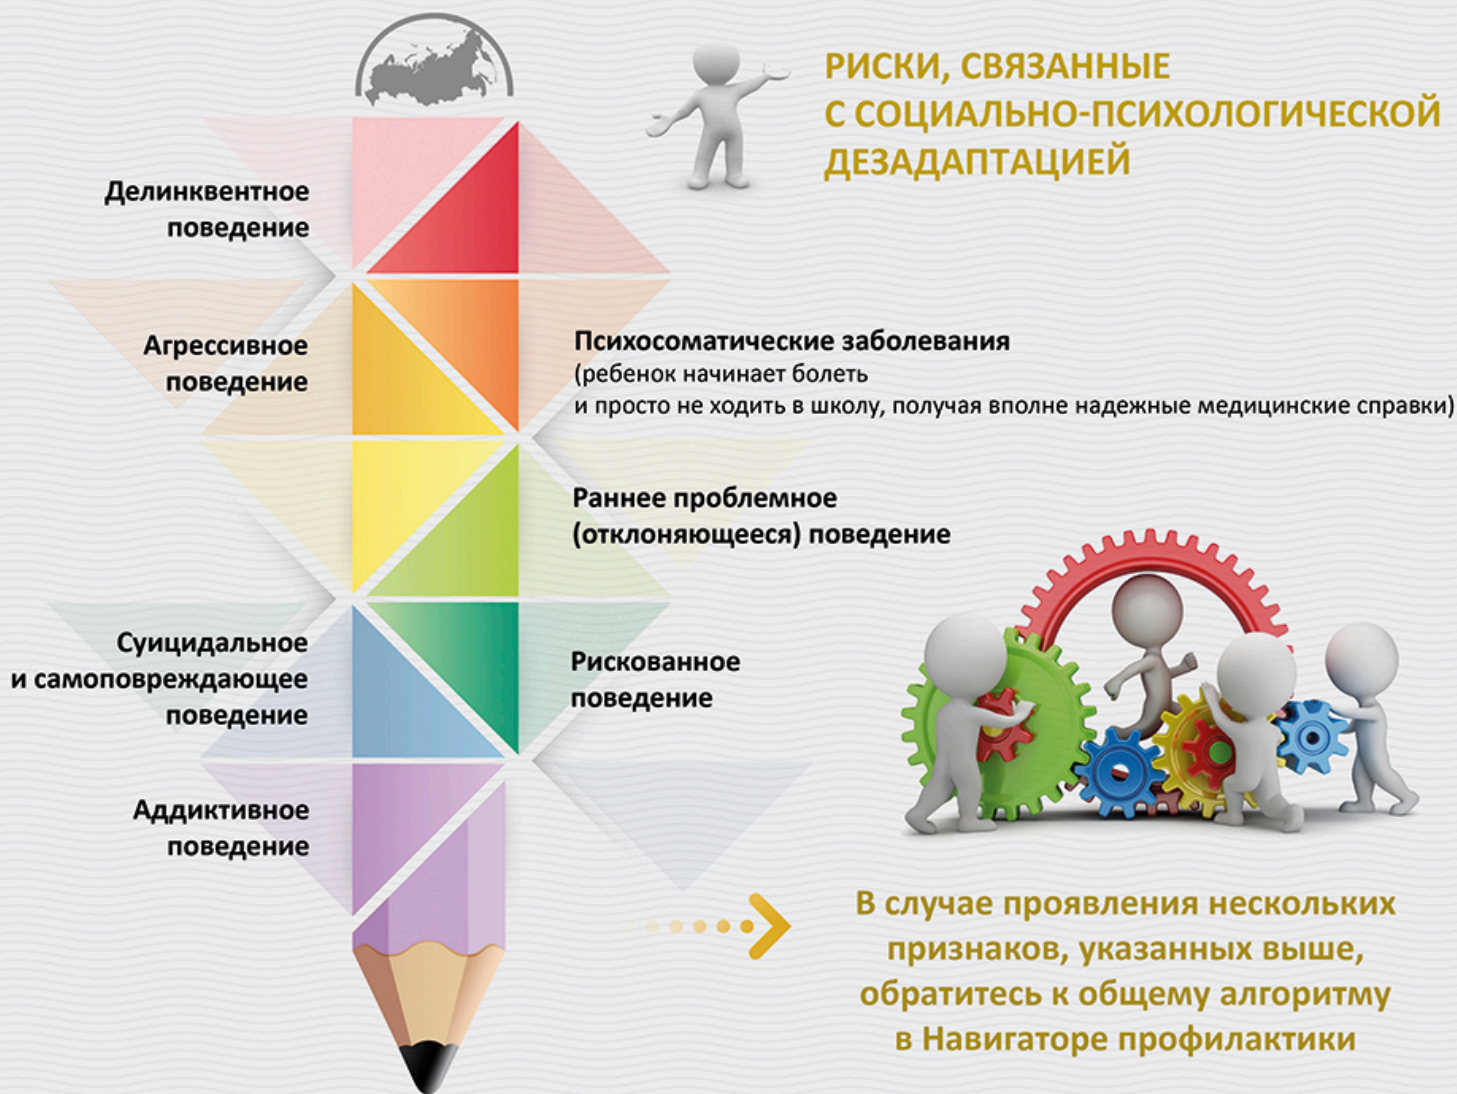 РИСКИ, СВЯЗАННЫЕ
С СОЦИАЛЬНО-ПСИХОЛОГИЧЕСКОЙ
ДЕЗАДАПТАЦИЕЙ
Делинквентное
поведение
Агрессивное
поведение
Психосоматические заболевания
(ребенок начинает болеть
и просто не ходить в школу, получая вполне надежные медицинские справки)
Раннее проблемное
(отклоняющееся) поведение
Суицидальное
и самоповреждающее
поведение
Рискованное
поведение
Аддиктивное
поведение
В случае проявления нескольких
признаков, указанных выше,
обратитесь к общему алгоритму
в Навигаторе профилактики